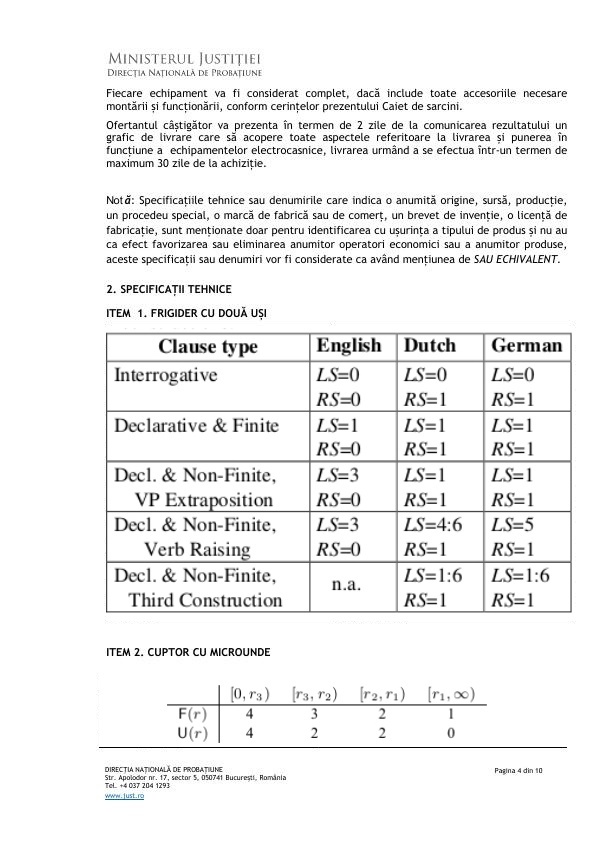 MINISTERUL JUSTIȚIEI
DIRECȚIA NAȚIONALĂ DE PROBAȚIUNE
Fiecare echipament va fi considerat complet, dacă include toate accesoriile necesare
montării și funcționării, conform cerințelor prezentului Caiet de sarcini.
Ofertantul câștigător va prezenta în termen de 2 zile de la comunicarea rezultatului un
grafic de livrare care să acopere toate aspectele referitoare la livrarea și punerea în
funcțiune a echipamentelor electrocasnice, livrarea urmând a se efectua într-un termen de
maximum 30 zile de la achiziție.
Notă: Specificațiile tehnice sau denumirile care indica o anumită origine, sursă, producție,
un procedeu special, o marcă de fabrică sau de comerț, un brevet de invenție, o licență de
fabricație, sunt menționate doar pentru identificarea cu ușurința a tipului de produs și nu au
ca efect favorizarea sau eliminarea anumitor operatori economici sau a anumitor produse,
aceste specificații sau denumiri vor fi considerate ca având mențiunea de SAU ECHIVALENT.
2. SPECIFICAȚII TEHNICE
ITEM 1. FRIGIDER CU DOUĂ UȘI
Clause type English Dutch German
Interrogative LS=0 LS=0 LS=0
RS=0 RS=1 RS=1
Declarative & Finite LS=1 LS=1 LS=1
RS=0 RS=1 RS=1
Decl. & Non-Finite, LS=3 LS=1 LS=1
VP Extraposition RS=0 RS=1 RS=1
Decl. & Non-Finite, LS=3 LS=4:6 LS=5
Verb Raising RS=0 RS=1 RS=1
Decl. & Non-Finite, n.a. LS=1:6 LS=1:6
Third Construction RS=1 RS=1
ITEM 2. CUPTOR CU MICROUNDE
[0, r₃) [r₃, r₂) [r₂, r₁) [r₁, ∞)
F(r) 4 3 2 1
U(r) 4 2 2 0
DIRECȚIA NAȚIONALĂ DE PROBAȚIUNE Pagina 4 din 10
Str. Apolodor nr. 17, sector 5, 050741 București, România
Tel. +4 037 204 1293
www.just.ro